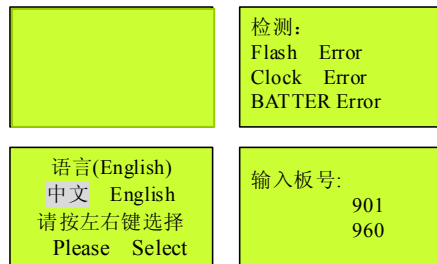 检测：
Flash Error
Clock Error
BATTER Error
语言(English)
中文 English
请按左右键选择
Please Select
输入板号:
901
960